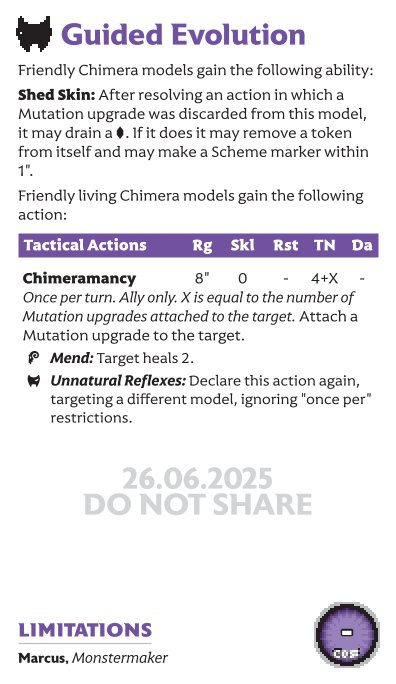 Guided Evolution
Friendly Chimera models gain the following ability:
Shed Skin: After resolving an action in which a
Mutation upgrade was discarded from this model,
it may drain a . If it does it may remove a token
from itself and may make a Scheme marker within
1".
Friendly living Chimera models gain the following
action:
Tactical Actions Rg Skl Rst TN Da
Chimeramancy 8" 0 - 4+X -
Once per turn. Ally only. X is equal to the number of
Mutation upgrades attached to the target. Attach a
Mutation upgrade to the target.
Mend: Target heals 2.
Unnatural Reflexes: Declare this action again,
targeting a different model, ignoring "once per"
restrictions.
26.06.2025
DO NOT SHARE
LIMITATIONS
Marcus, Monstermaker
-